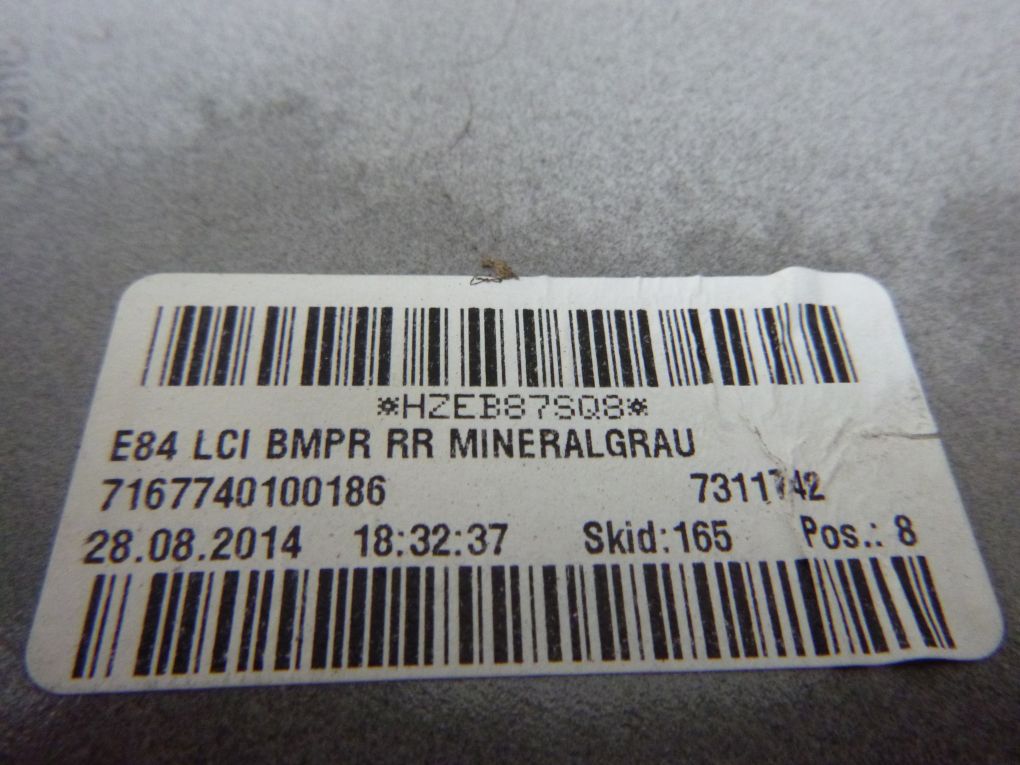 *HZEB87SQ8*
E84 LCI BMPR RR MINERALGRAU
7167740100186 7311742
28.08.2014 18:32:37 Skid:165 Pos.: 8